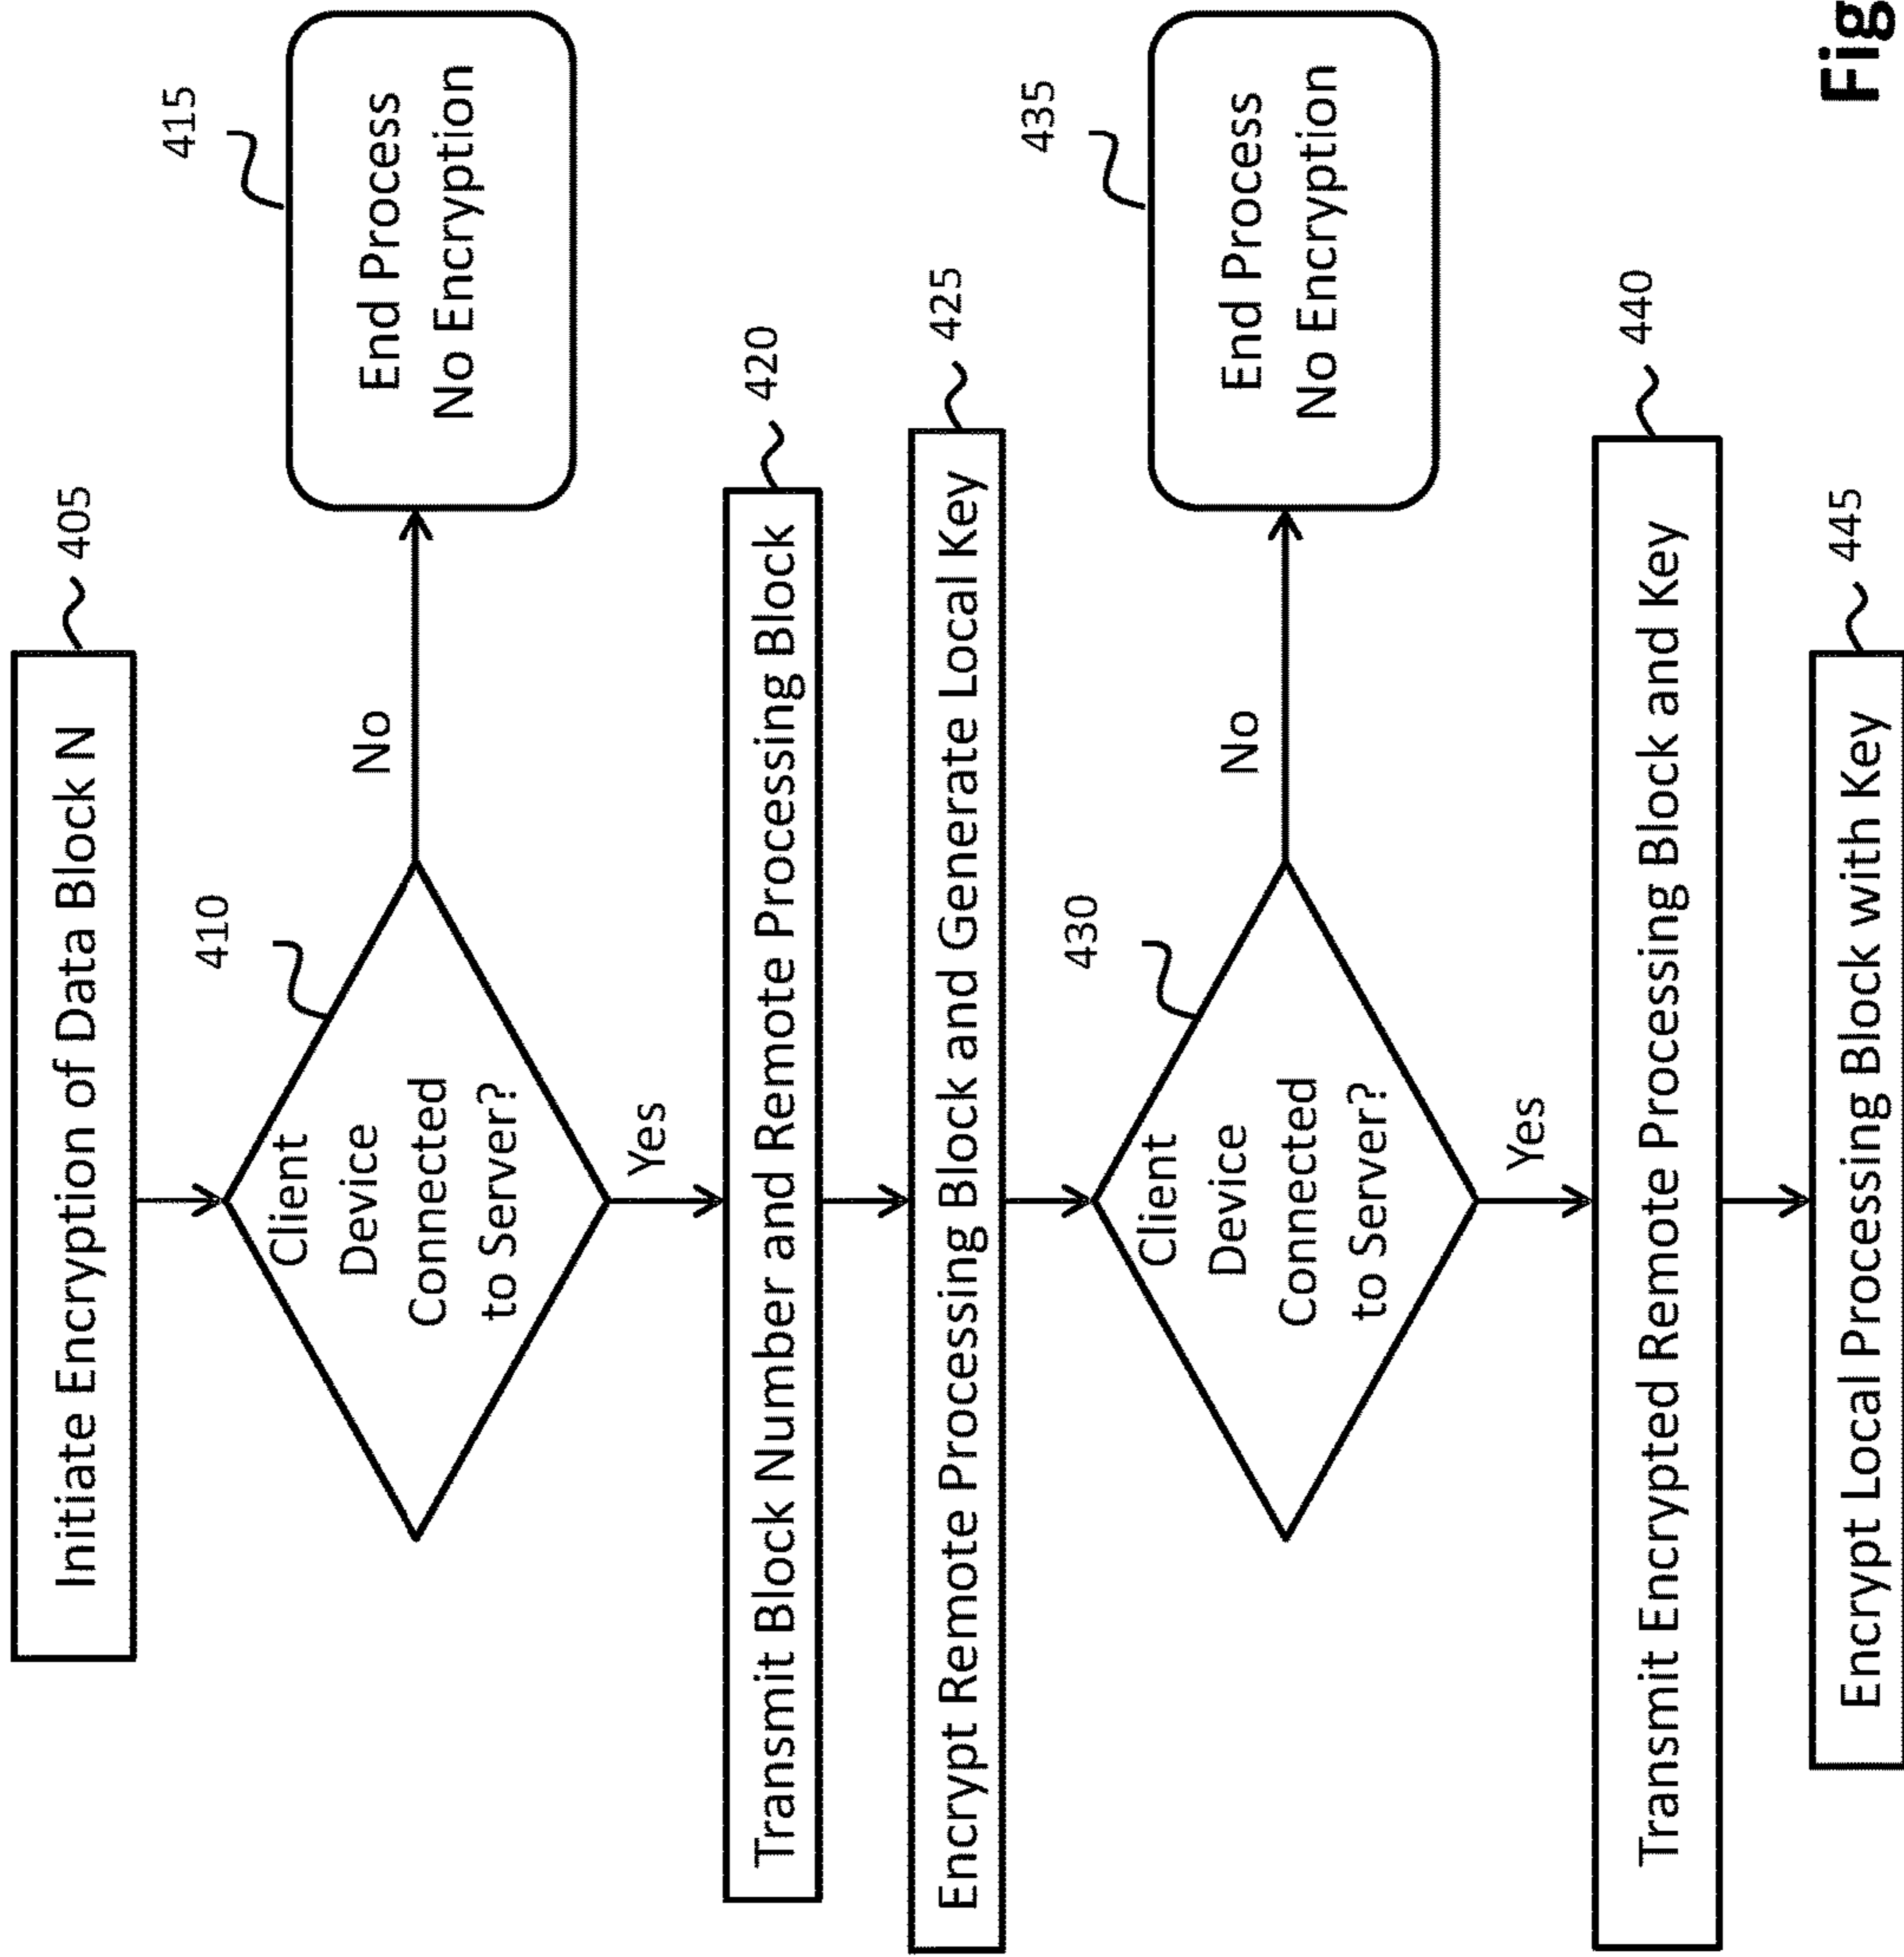 Initiate Encryption of Data Block N
405
410
Client
Device
Connected
to Server?
No
415
End Process
No Encryption
Yes
Transmit Block Number and Remote Processing Block
420
Encrypt Remote Processing Block and Generate Local Key
425
430
Client
Device
Connected
to Server?
No
435
End Process
No Encryption
Yes
Transmit Encrypted Remote Processing Block and Key
440
Encrypt Local Processing Block with Key
445
Fig